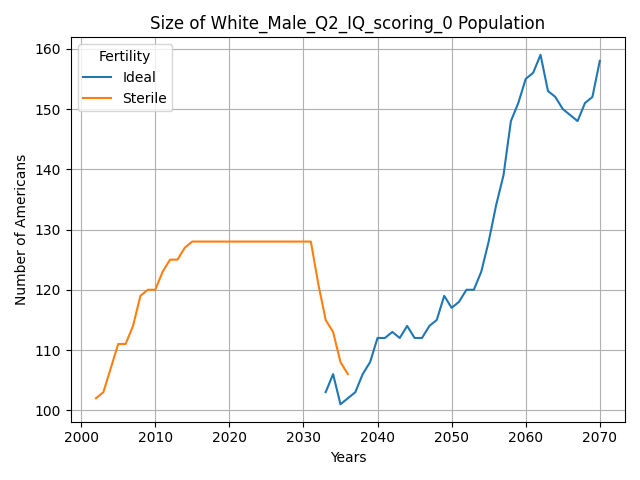 Size of White_Male_Q2_IQ_scoring_0 Population
Fertility
Ideal
Sterile
Number of Americans
160
150
140
130
120
110
100
2000 2010 2020 2030 2040 2050 2060 2070
Years